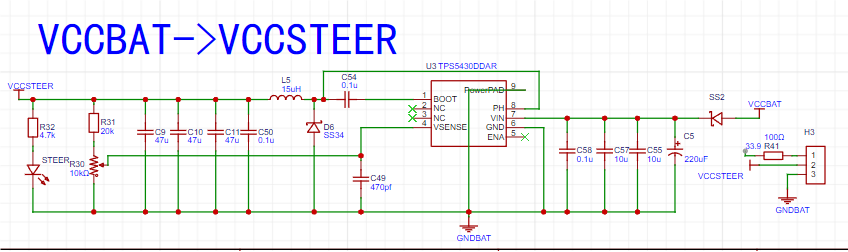 VCCBAT->VCCSTEER
U3 TPS5430DDAR
VCCSTEER
L5
15uH
C54
0.1u
PowerPAD
9
1
BOOT
2
NC
3
NC
4
VSENSE
PH
8
VIN
7
GND
6
ENA
5
SS2
VCCBAT
R32
4.7k
R31
20k
C9
47u
C10
47u
C11
47u
C50
0.1u
D6
SS34
STEER
R30
10kΩ
C49
470pf
C58
0.1u
C57
10u
C55
10u
C5
220uF
100Ω
33.9
R41
H3
1
2
3
VCCSTEER
GNDBAT
GNDBAT